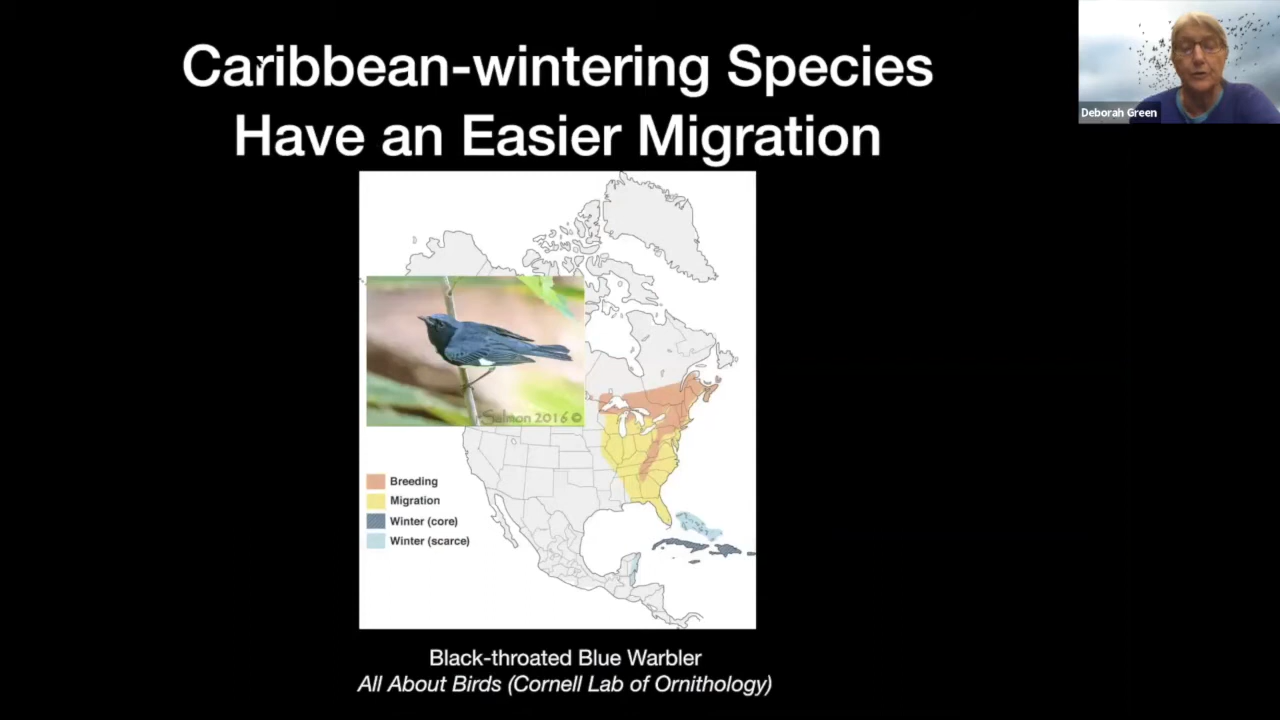 Caribbean-wintering Species
Have an Easier Migration
Deborah Green
Salmon 2016 ©
Breeding
Migration
Winter (core)
Winter (scarce)
Black-throated Blue Warbler
All About Birds (Cornell Lab of Ornithology)